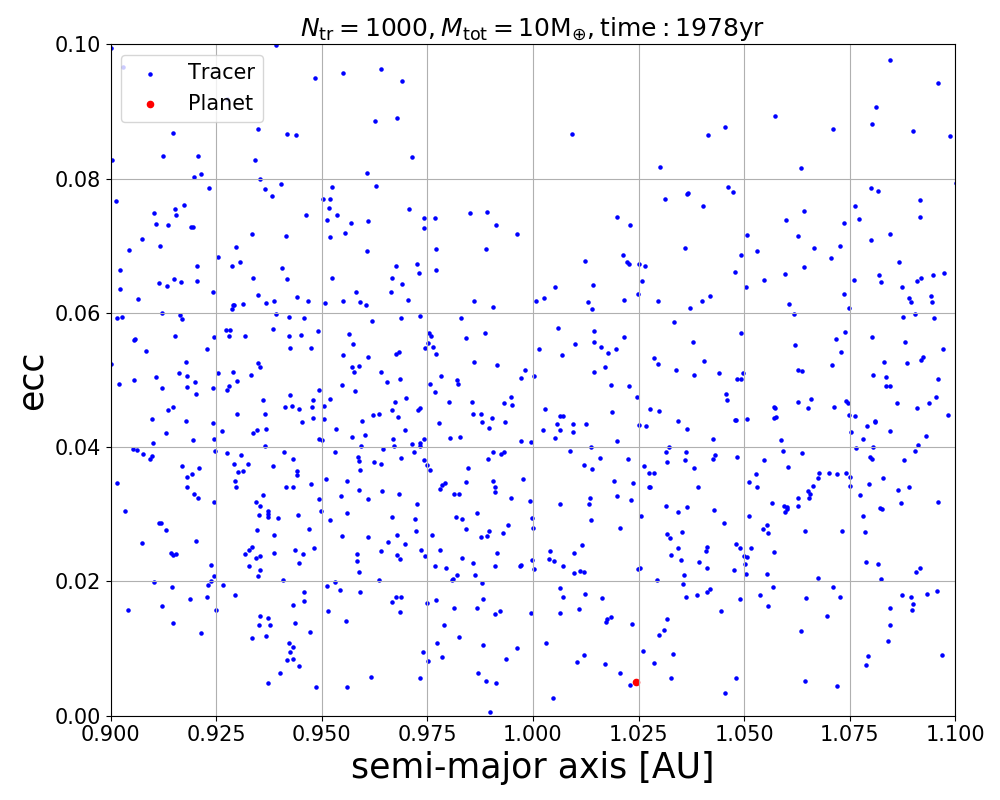 N_tr = 1000, M_tot = 10M_⊕, time : 1978yr
Tracer
Planet
ecc
0.10
0.08
0.06
0.04
0.02
0.00
0.900 0.925 0.950 0.975 1.000 1.025 1.050 1.075 1.100
semi-major axis [AU]